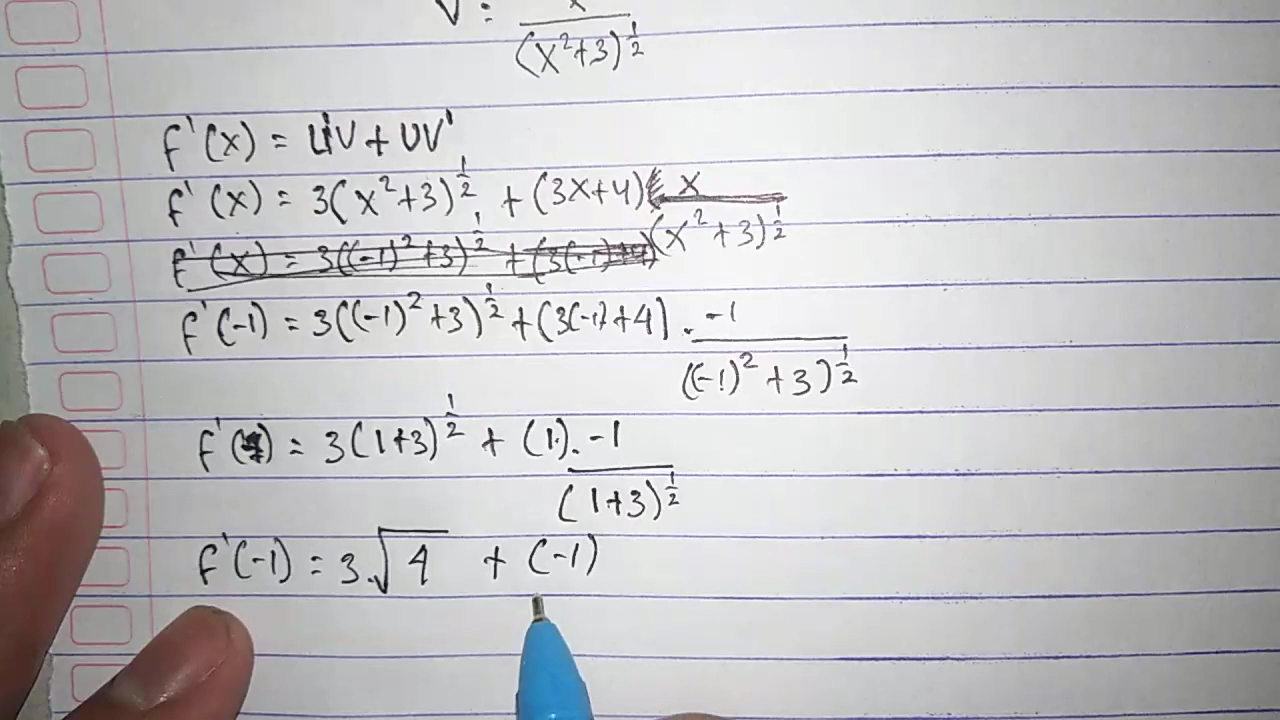 V' = x/(x²+3)^½
f'(x) = u'v + uv'
f'(x) = 3(x²+3)^½ + (3x+4) x/(x²+3)^½
f'(x) = 3((-1)²+3)^½ + (3(-1)+4)
f'(-1) = 3((-1)²+3)^½ + (3(-1)+4) . -1/((-1)²+3)^½
f'(-1) = 3(1+3)^½ + (1). -1/(1+3)^½
f'(-1) = 3.√4 + (-1)